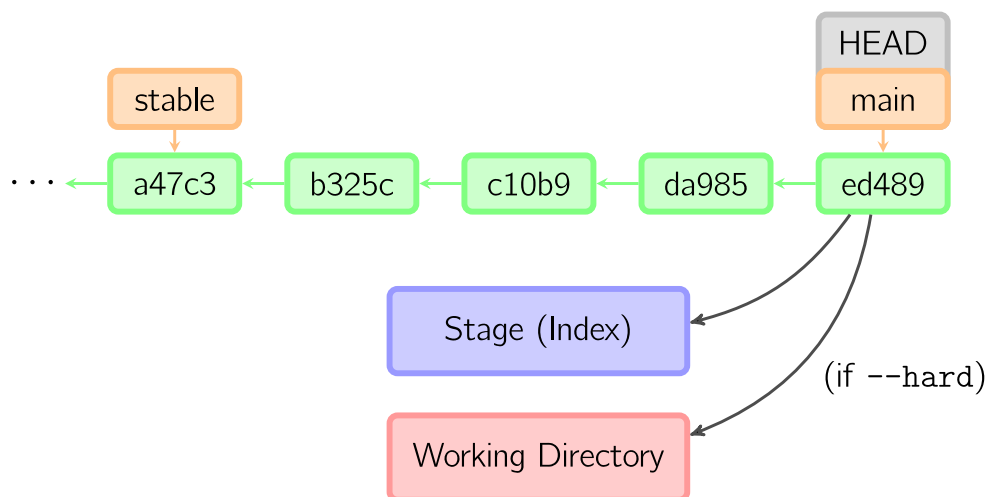 HEAD
stable
main
... a47c3 b325c c10b9 da985 ed489
Stage (Index)
(if --hard)
Working Directory